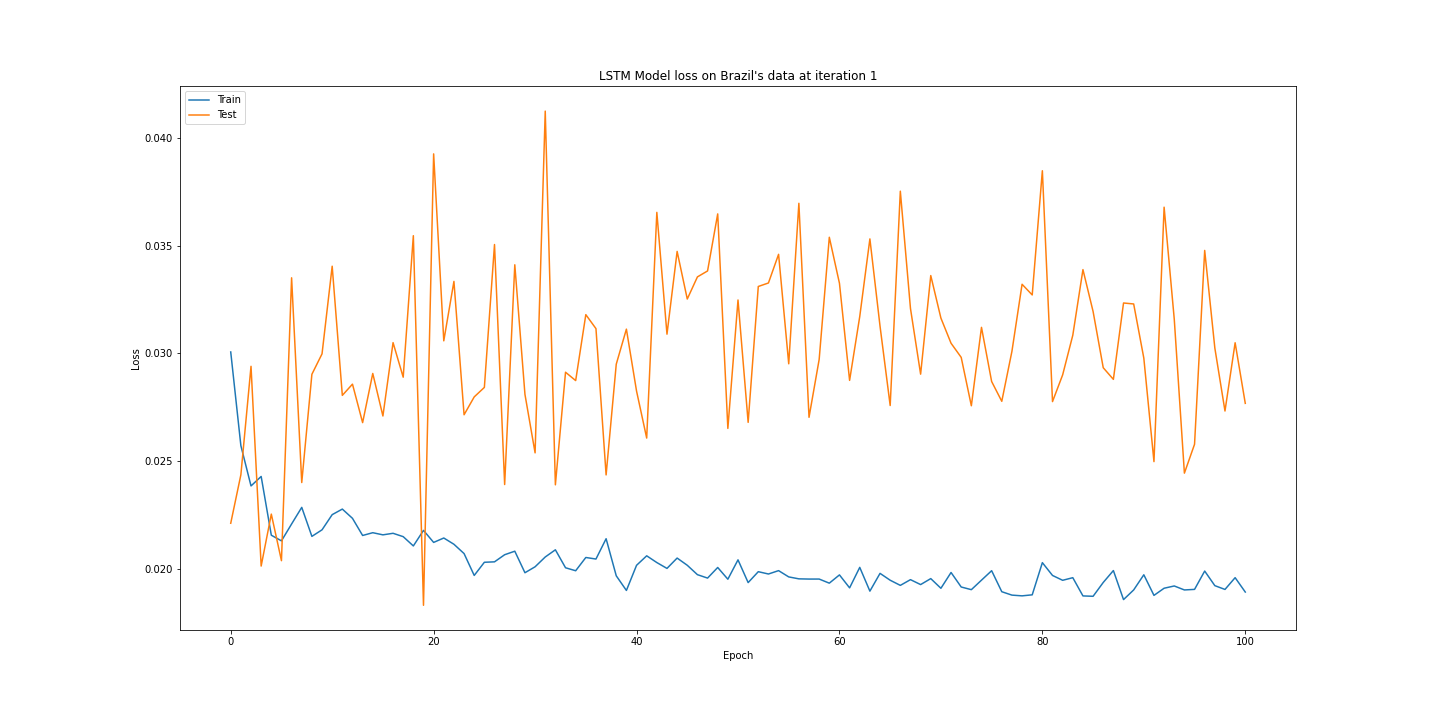 LSTM Model loss on Brazil's data at iteration 1
Train
Test
0.040
0.035
0.030
0.025
0.020
Loss
0 20 40 60 80 100
Epoch